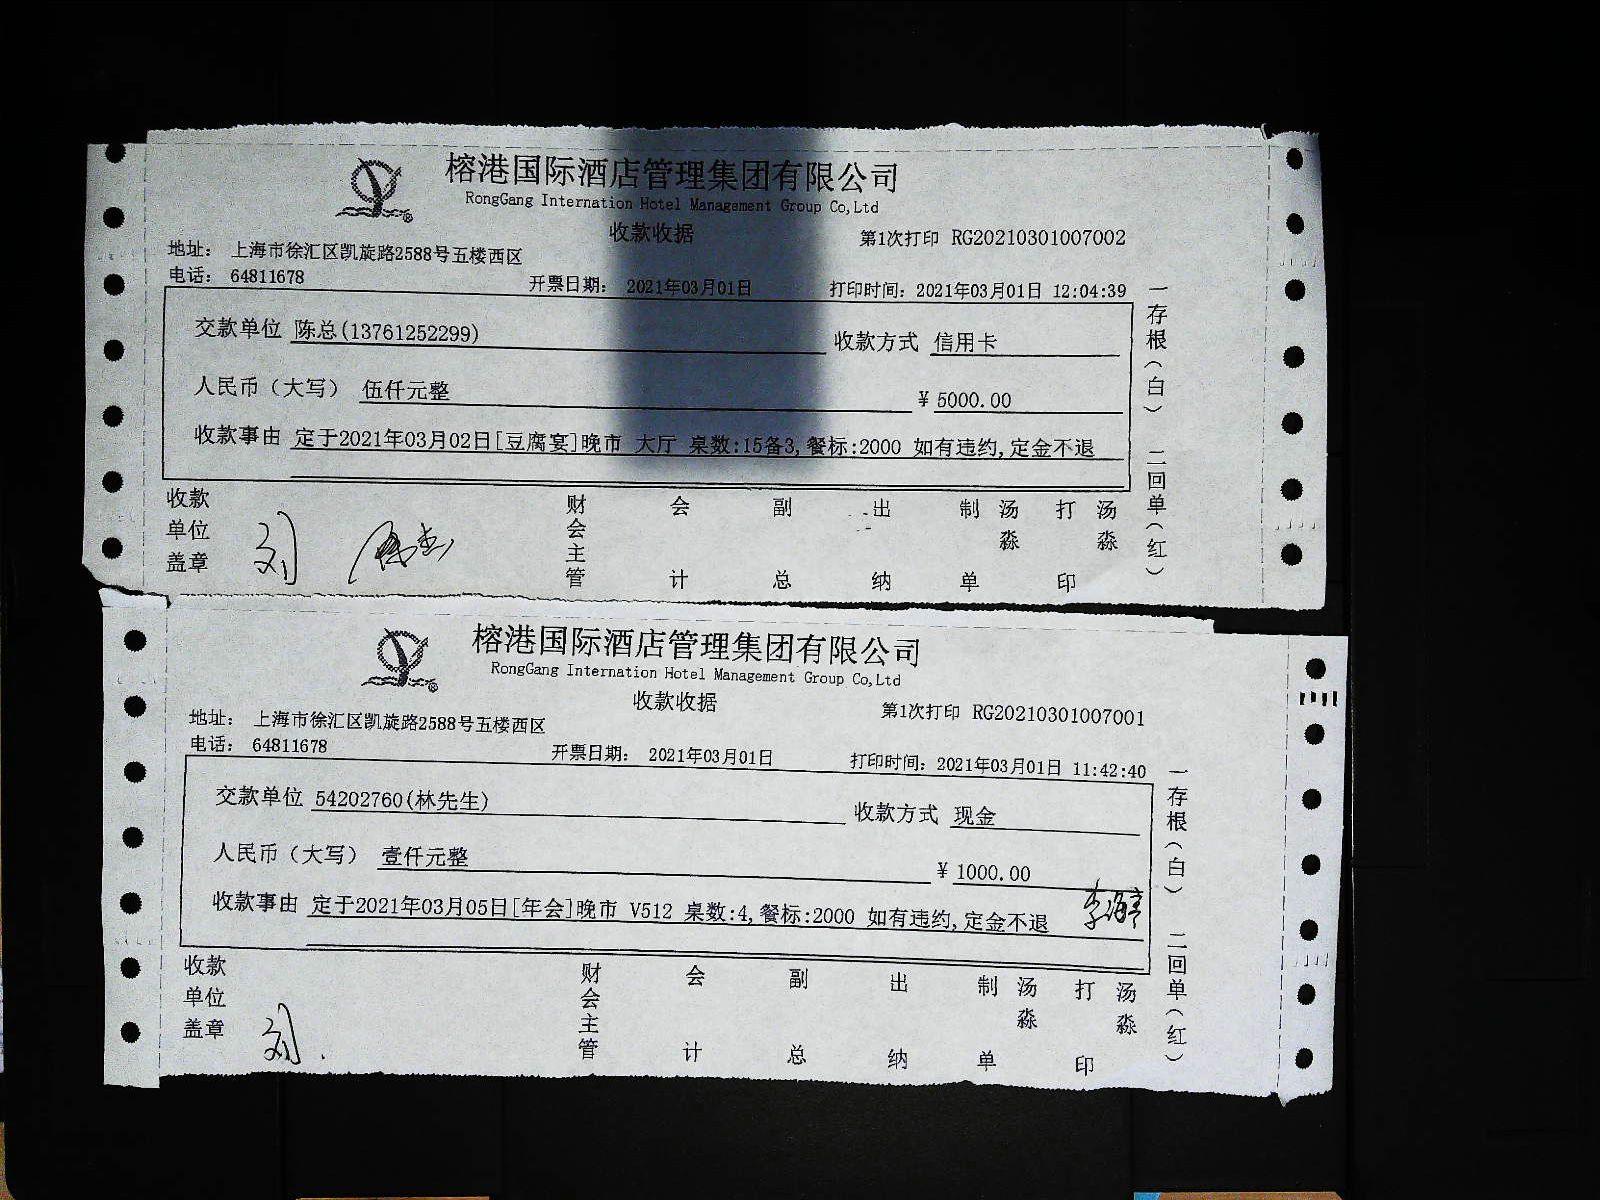 榕港国际酒店管理集团有限公司
RongGang Internation Hotel Management Group Co,Ltd
收款收据
第1次打印 RG20210301007002
地址： 上海市徐汇区凯旋路2588号五楼西区
电话： 64811678
开票日期： 2021年03月01日
打印时间：2021年03月01日 12:04:39
交款单位 陈总(13761252299)
收款方式 信用卡
人民币（大写） 伍仟元整
¥ 5000.00
收款事由 定于2021年03月02日[豆腐宴]晚市 大厅 桌数:15备3,餐标:2000 如有违约,定金不退
一存根（白） 二回单（红）
收款单位盖章
刘
财会主管
会计
副总
出纳
制单
汤淼
打印
汤淼
榕港国际酒店管理集团有限公司
RongGang Internation Hotel Management Group Co,Ltd
收款收据
第1次打印 RG20210301007001
地址： 上海市徐汇区凯旋路2588号五楼西区
电话： 64811678
开票日期： 2021年03月01日
打印时间：2021年03月01日 11:42:40
交款单位 54202760(林先生)
收款方式 现金
人民币（大写） 壹仟元整
¥ 1000.00
收款事由 定于2021年03月05日[年会]晚市 V512 桌数:4,餐标:2000 如有违约,定金不退
一存根（白） 二回单（红）
收款单位盖章
刘
财会主管
会计
副总
出纳
制单
汤淼
打印
汤淼